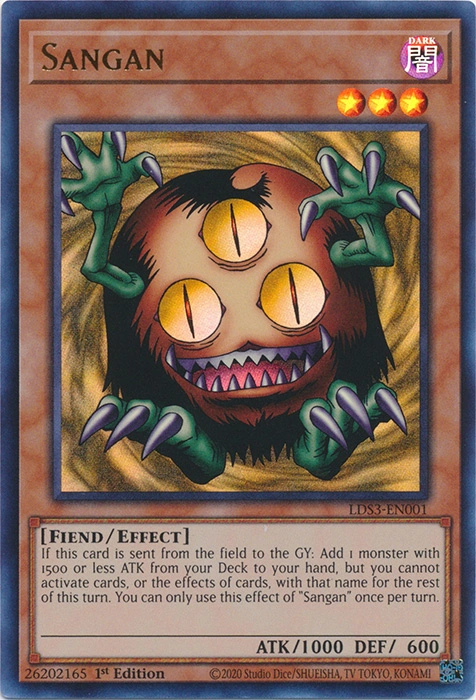 SANGAN
DARK
闇
LDS3-EN001
[FIEND/EFFECT]
If this card is sent from the field to the GY: Add 1 monster with
1500 or less ATK from your Deck to your hand, but you cannot
activate cards, or the effects of cards, with that name for the rest
of this turn. You can only use this effect of "Sangan" once per turn.
ATK/1000 DEF/ 600
26202165 1st Edition ©2020 Studio Dice/SHUEISHA, TV TOKYO, KONAMI